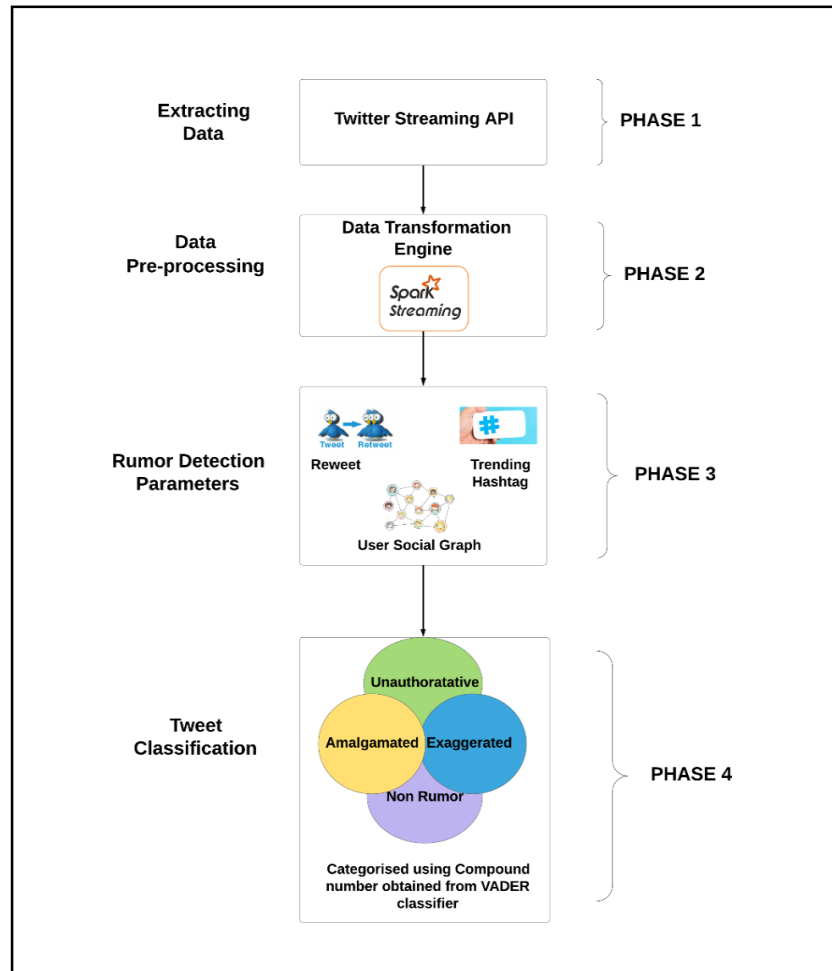 Extracting
Data
Twitter Streaming API
PHASE 1
Data
Pre-processing
Data Transformation
Engine
Spark
Streaming
PHASE 2
Rumor Detection
Parameters
Tweet
Retweet
Reweet
#
Trending
Hashtag
User Social Graph
PHASE 3
Tweet
Classification
Unauthoratative
Amalgamated
Exaggerated
Non Rumor
Categorised using Compound
number obtained from VADER
classifier
PHASE 4